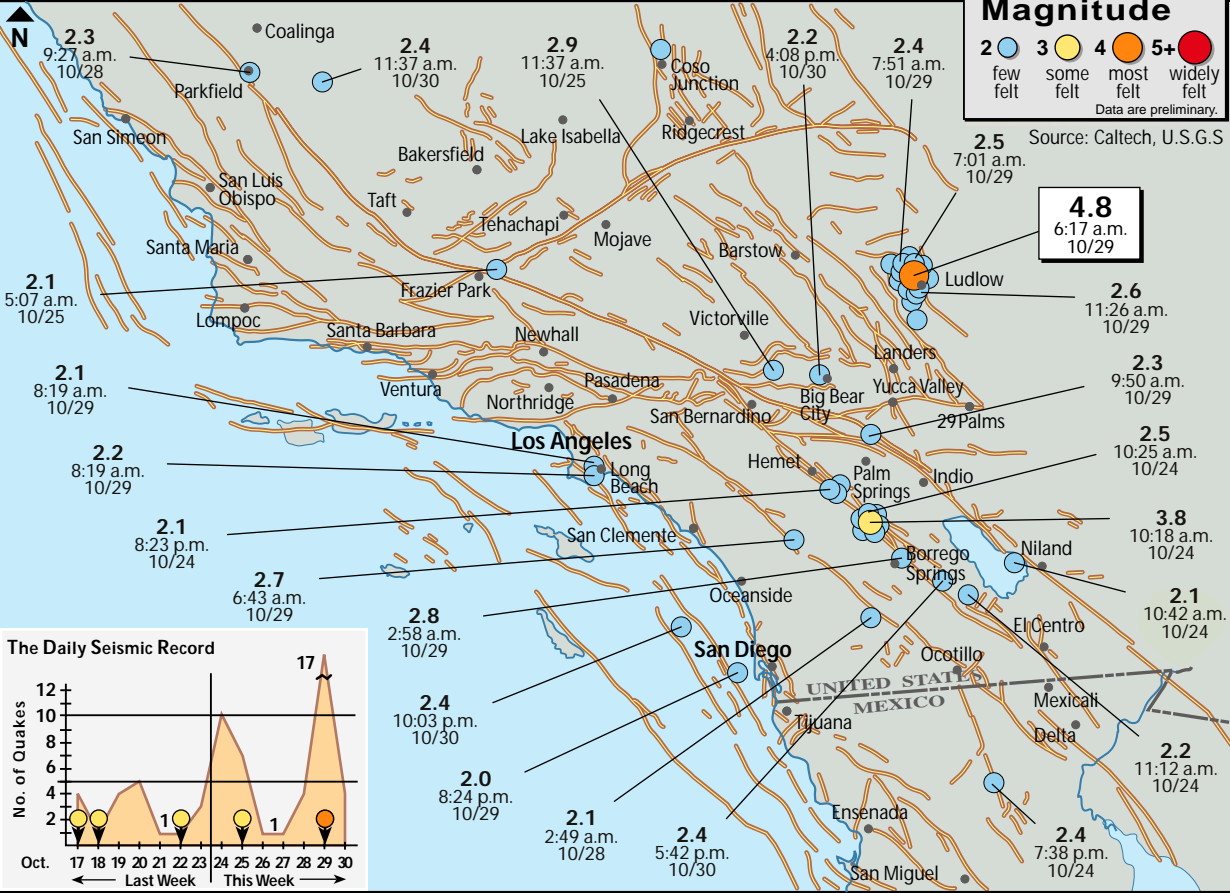 Magnitude
2 3 4 5+
few felt
some felt
most felt
widely felt
Data are preliminary.
Source: Caltech, U.S.G.S
N
2.3
9:27 a.m.
10/28
Coalinga
2.4
11:37 a.m.
10/30
2.9
11:37 a.m.
10/25
2.2
4:08 p.m.
10/30
2.4
7:51 a.m.
10/29
Coso
Junction
Parkfield
San Simeon
Lake Isabella
Ridgecrest
Bakersfield
2.5
7:01 a.m.
10/29
San Luis
Obispo
Taft
Tehachapi
Mojave
4.8
6:17 a.m.
10/29
Santa Maria
Barstow
Ludlow
2.1
5:07 a.m.
10/25
Frazier Park
2.6
11:26 a.m.
10/29
Lompoc
Santa Barbara
Newhall
Victorville
Landers
2.1
8:19 a.m.
10/29
Ventura
Northridge
Pasadena
San Bernardino
Big Bear
City
Yucca Valley
29 Palms
2.3
9:50 a.m.
10/29
Los Angeles
2.2
8:19 a.m.
10/29
Long
Beach
Hemet
Palm
Springs
Indio
2.5
10:25 a.m.
10/24
2.1
8:23 p.m.
10/24
San Clemente
3.8
10:18 a.m.
10/24
2.7
6:43 a.m.
10/29
Oceanside
Borrego
Springs
Niland
2.1
10:42 a.m.
10/24
2.8
2:58 a.m.
10/29
El Centro
San Diego
Ocotillo
UNITED STATES
MEXICO
Mexicali
2.4
10:03 p.m.
10/30
Tijuana
Delta
2.2
11:12 a.m.
10/24
2.0
8:24 p.m.
10/29
2.1
2:49 a.m.
10/28
2.4
5:42 p.m.
10/30
Ensenada
2.4
7:38 p.m.
10/24
San Miguel
The Daily Seismic Record
No. of Quakes
17
12
10
8
6
4
2
1
1
Oct. 17 18 19 20 21 22 23 24 25 26 27 28 29 30
Last Week This Week